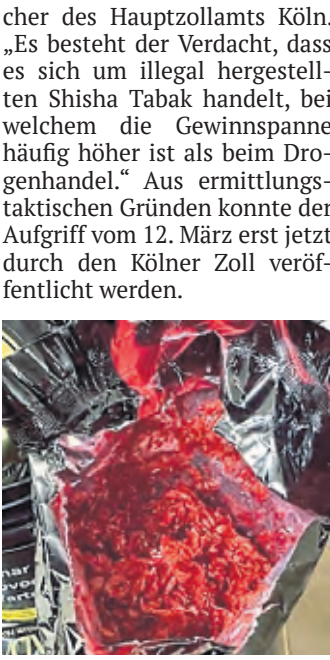 cher des Hauptzollamts Köln.
„Es besteht der Verdacht, dass
es sich um illegal hergestell-
ten Shisha Tabak handelt, bei
welchem die Gewinnspanne
häufig höher ist als beim Dro-
genhandel.“ Aus ermittlungs-
taktischen Gründen konnte der
Aufgriff vom 12. März erst jetzt
durch den Kölner Zoll veröf-
fentlicht werden.